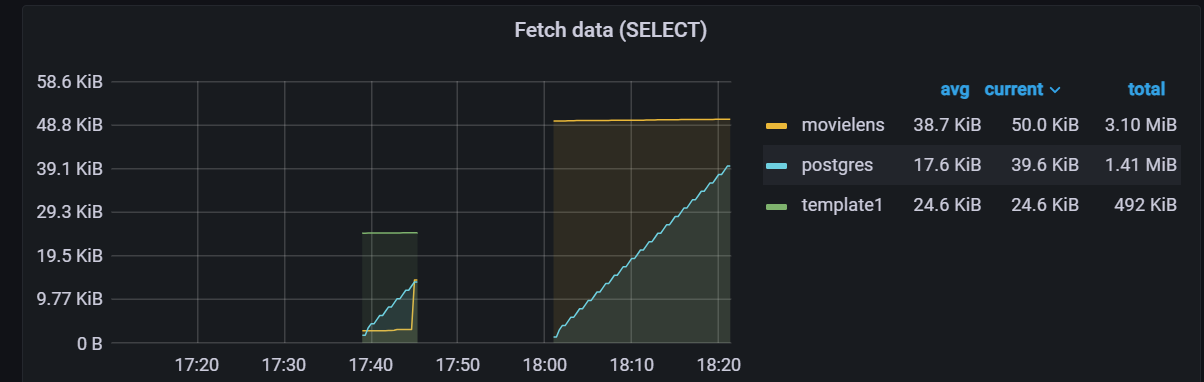 Fetch data (SELECT)
58.6 KiB
48.8 KiB
39.1 KiB
29.3 KiB
19.5 KiB
9.77 KiB
0 B
17:20 17:30 17:40 17:50 18:00 18:10 18:20
avg current total
movielens 38.7 KiB 50.0 KiB 3.10 MiB
postgres 17.6 KiB 39.6 KiB 1.41 MiB
template1 24.6 KiB 24.6 KiB 492 KiB